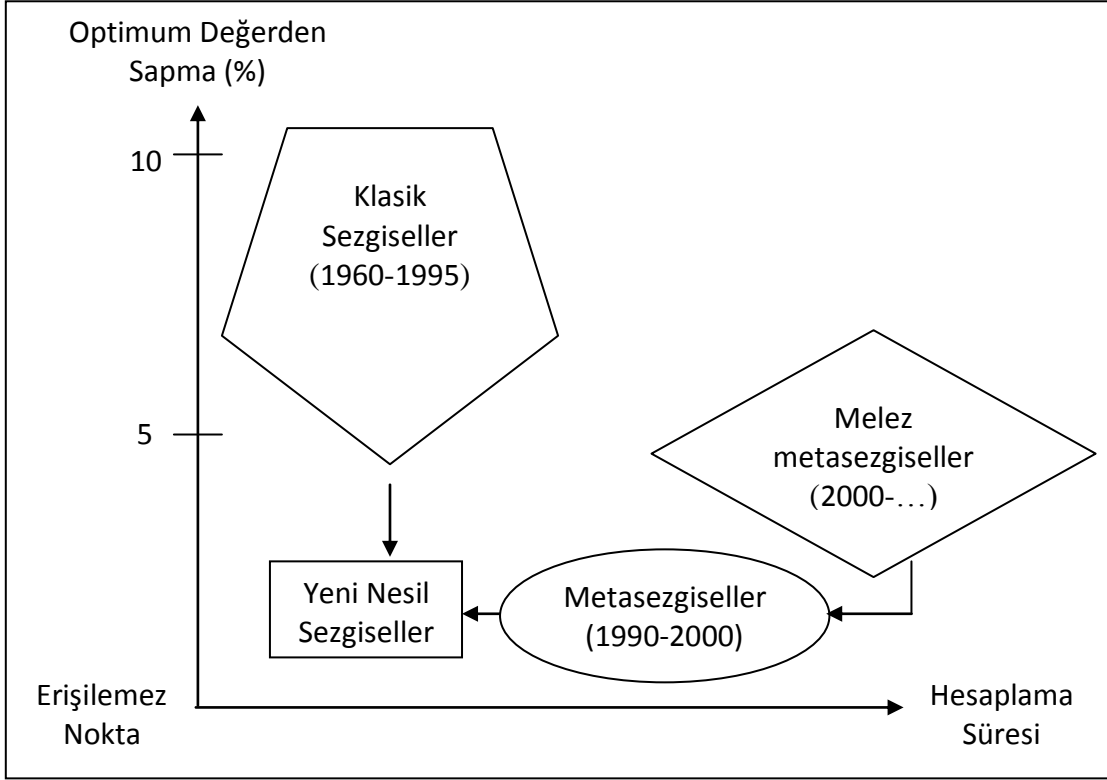 Optimum Değerden
Sapma (%)
10
Klasik
Sezgiseller
(1960-1995)
5
Melez
metasezgiseller
(2000-...)
Yeni Nesil
Sezgiseller
Metasezgiseller
(1990-2000)
Erişilemez
Nokta
Hesaplama
Süresi